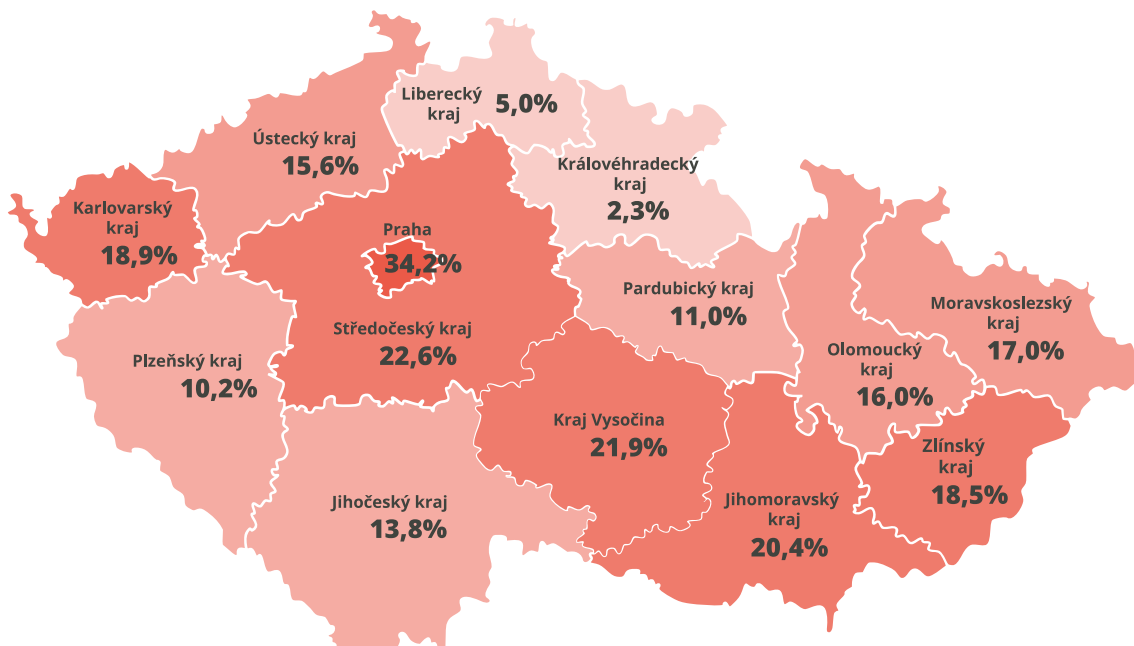 Liberecký
kraj
5,0%
Ústecký kraj
15,6%
Královéhradecký
kraj
2,3%
Karlovarský
kraj
18,9%
Praha
34,2%
Pardubický kraj
11,0%
Moravskoslezský
kraj
17,0%
Středočeský kraj
22,6%
Plzeňský kraj
10,2%
Olomoucký
kraj
16,0%
Kraj Vysočina
21,9%
Zlínský
kraj
18,5%
Jihočeský kraj
13,8%
Jihomoravský
kraj
20,4%